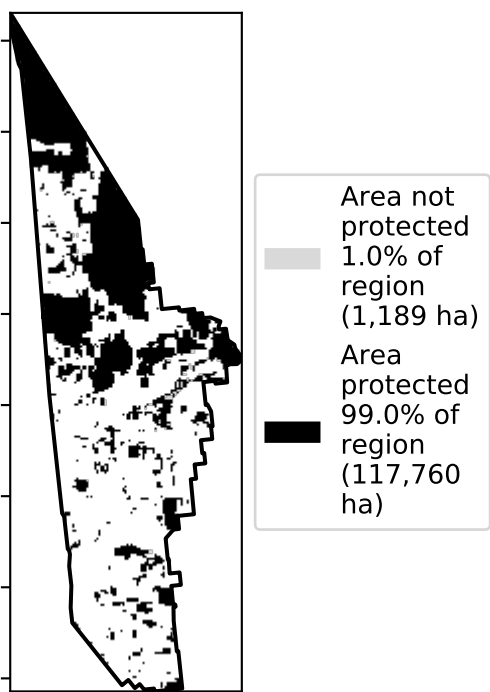 Area not
protected
1.0% of
region
(1,189 ha)
Area
protected
99.0% of
region
(117,760
ha)